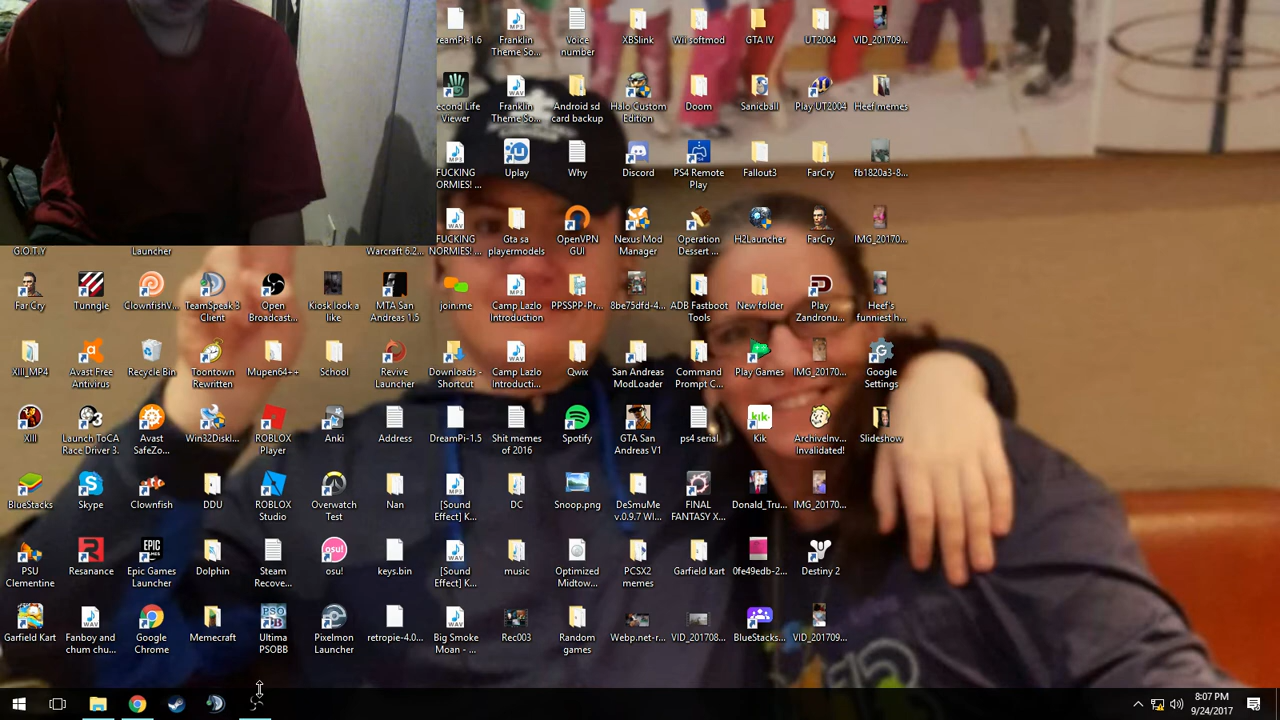 reamPi-1.6
Franklin
Theme So...
Voice
number
XBSlink
Wii softmod
GTA IV
UT2004
VID_201709...
econd Life
Viewer
Franklin
Theme So...
Android sd
card backup
Halo Custom
Edition
Doom
Sanicball
Play UT2004
Heef memes
FUCKING
ORMIES! ...
Uplay
Why
Discord
PS4 Remote
Play
Fallout3
FarCry
fb1820a3-8...
G.O.T.Y
Launcher
Warcraft 6.2...
FUCKING
NORMIES! ...
Gta sa
playermodels
OpenVPN
GUI
Nexus Mod
Manager
Operation
Dessert ...
H2Launcher
FarCry
IMG_20170...
Far Cry
Tunngle
ClownfishV...
TeamSpeak 3
Client
Open
Broadcast...
Kiosk look a
like
MTA San
Andreas 1.5
join.me
Camp Lazlo
Introduction
PPSSPP-Pr...
8be75dfd-4...
ADB Fastboot
Tools
New folder
Play
Zandronu...
Heef's
funniest h...
XIII_MP4
Avast Free
Antivirus
Recycle Bin
Toontown
Rewritten
Mupen64++
School
Revive
Launcher
Downloads -
Shortcut
Camp Lazlo
Introducti...
Qwix
San Andreas
ModLoader
Command
Prompt C...
Play Games
IMG_20170...
Google
Settings
XIII
Launch ToCA
Race Driver 3.
Avast
SafeZo...
Win32Diskl...
ROBLOX
Player
Anki
Address
DreamPi-1.5
Shit memes
of 2016
Spotify
GTA San
Andreas V1
ps4 serial
kik·
Kik
ArchiveInv...
Invalidated!
Slideshow
BlueStacks
Skype
Clownfish
DDU
ROBLOX
Studio
Overwatch
Test
Nan
[Sound
Effect] K...
DC
Snoop.png
DeSmuMe
v.0.9.7 WI...
FINAL
FANTASY X...
Donald_Tru...
IMG_20170...
PSU
Clementine
Resanance
Epic Games
Launcher
Dolphin
Steam
Recove...
osu!
keys.bin
[Sound
Effect] K...
music
Optimized
Midtow...
PCSX2
memes
Garfield kart
0fe49edb-2...
Destiny 2
Garfield Kart
Fanboy and
chum chu...
Google
Chrome
Memecraft
Ultima
PSOBB
Pixelmon
Launcher
retropie-4.0...
Big Smoke
Moan - ...
Rec003
Random
games
Webp.net-r...
VID_201708...
BlueStacks...
VID_201709...
8:07 PM
9/24/2017